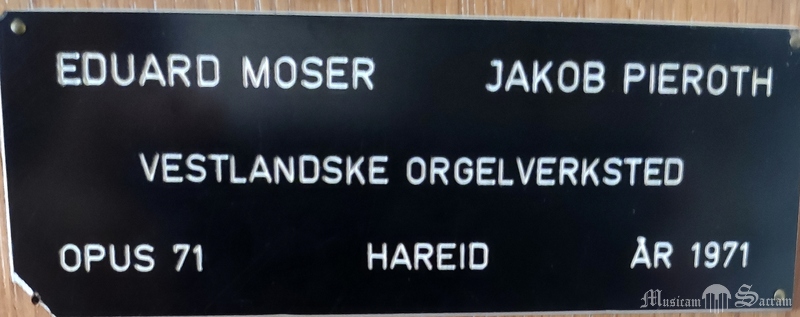 EDUARD MOSER JAKOB PIEROTH
VESTLANDSKE ORGELVERKSTED
OPUS 71 HAREID ÅR 1971
Musicam Sacram